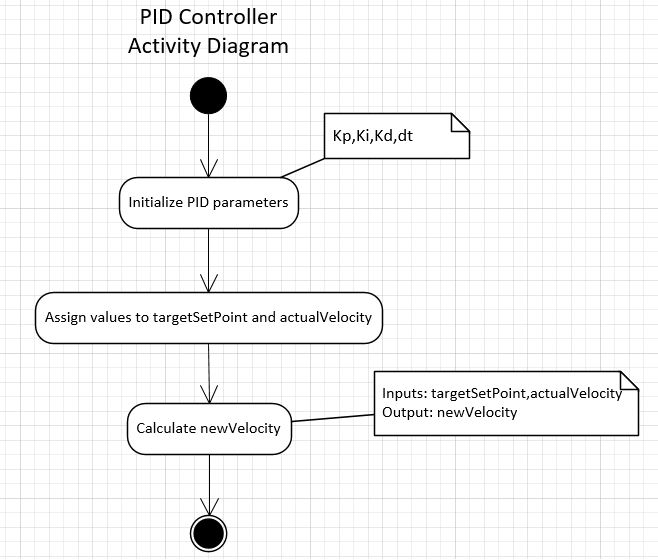 PID Controller
Activity Diagram
Kp,Ki,Kd,dt
Initialize PID parameters
Assign values to targetSetPoint and actualVelocity
Inputs: targetSetPoint,actualVelocity
Output: newVelocity
Calculate newVelocity